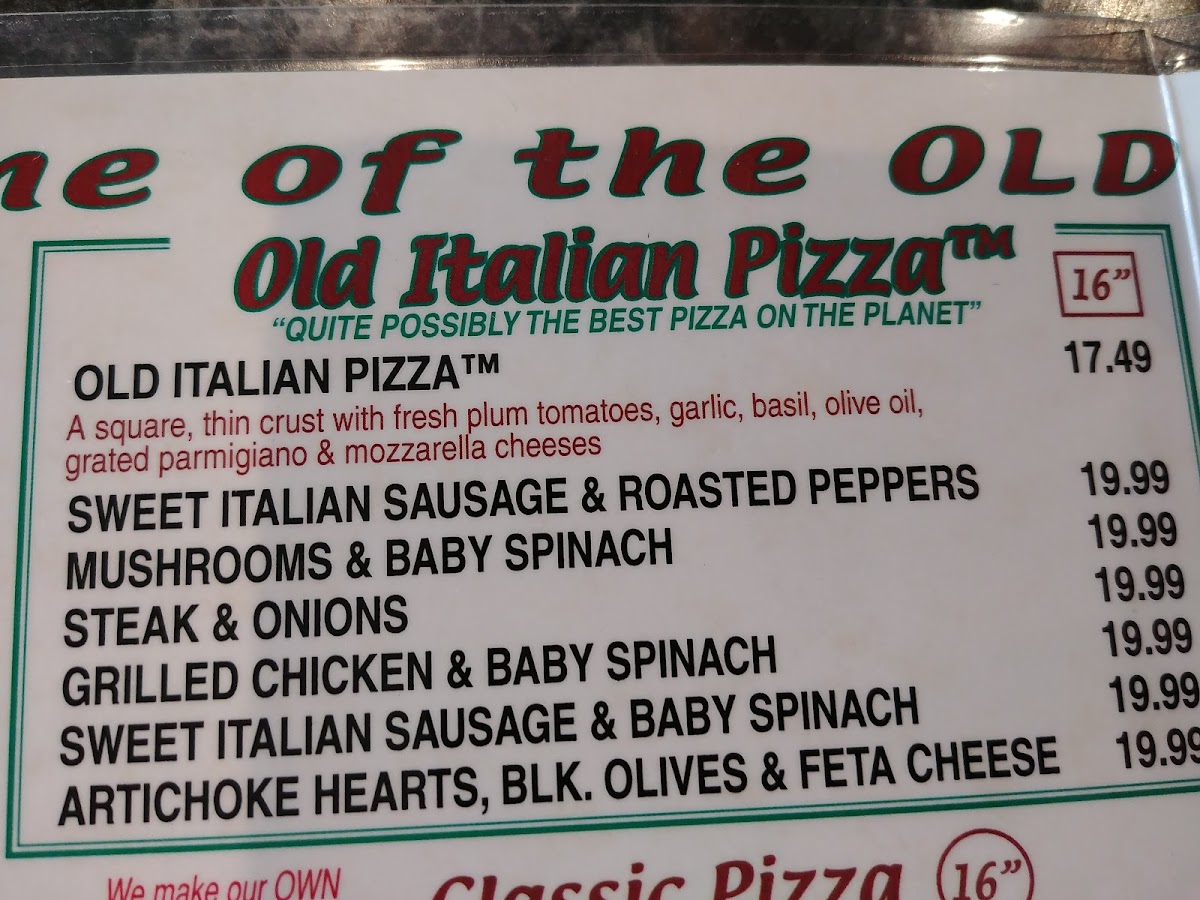 of the OLD
Old Italian Pizza™
16”
“QUITE POSSIBLY THE BEST PIZZA ON THE PLANET”
OLD ITALIAN PIZZA™ 17.49
A square, thin crust with fresh plum tomatoes, garlic, basil, olive oil,
grated parmigiano & mozzarella cheeses
SWEET ITALIAN SAUSAGE & ROASTED PEPPERS 19.99
MUSHROOMS & BABY SPINACH 19.99
STEAK & ONIONS 19.99
GRILLED CHICKEN & BABY SPINACH 19.99
SWEET ITALIAN SAUSAGE & BABY SPINACH 19.99
ARTICHOKE HEARTS, BLK. OLIVES & FETA CHEESE 19.99
We make our OWN
Classic Pizza 16”